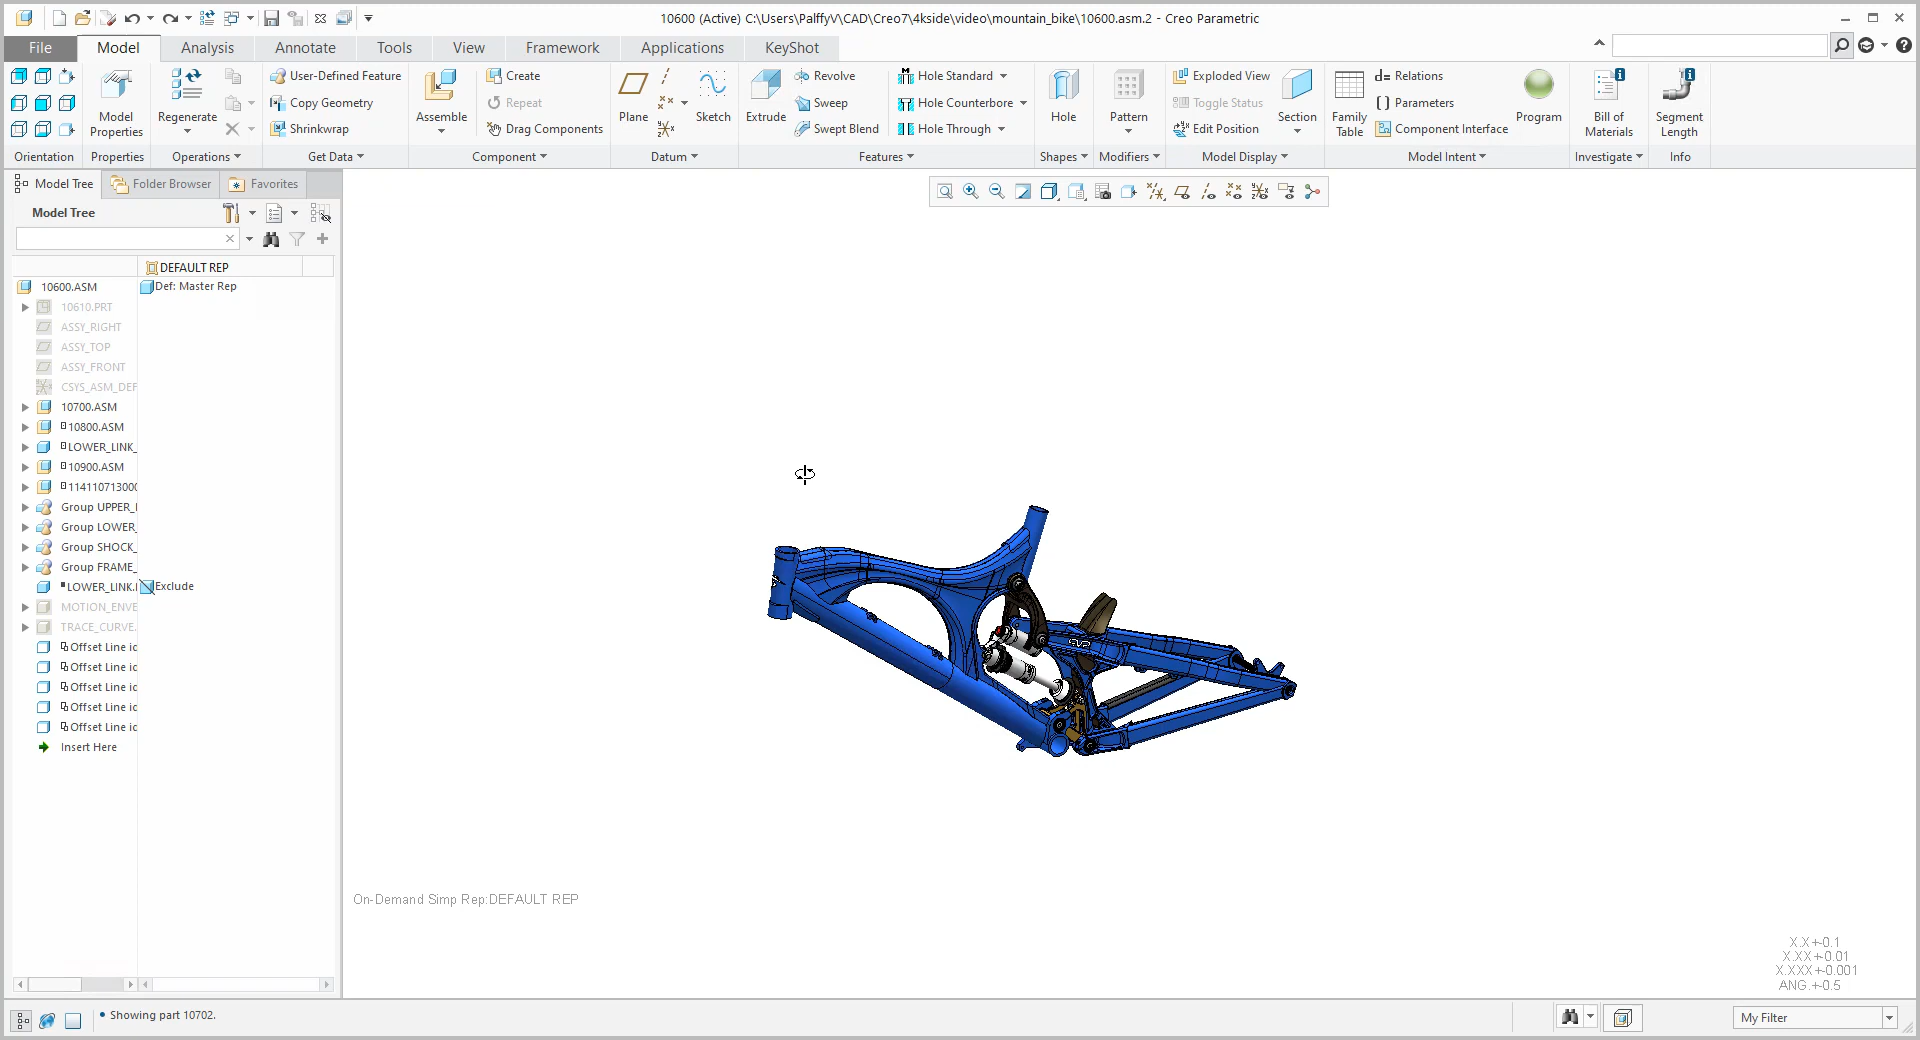 10600 (Active) C:\Users\PalffyV\CAD\Creo7\4kside\video\mountain_bike\10600.asm.2 - Creo Parametric
File Model Analysis Annotate Tools View Framework Applications KeyShot
Model Properties
Regenerate
User-Defined Feature
Copy Geometry
Shrinkwrap
Assemble
Create
Repeat
Drag Components
Plane
Sketch
Extrude
Revolve
Sweep
Swept Blend
Hole Standard
Hole Counterbore
Hole Through
Hole
Pattern
Exploded View
Toggle Status
Edit Position
Section
Family Table
d= Relations
( ) Parameters
Component Interface
Program
Bill of Materials
Segment Length
Orientation Properties Operations Get Data Component Datum Features Shapes Modifiers Model Display Model Intent Investigate Info
Model Tree Folder Browser Favorites
Model Tree
DEFAULT REP
10600.ASM Def: Master Rep
10610.PRT
ASSY_RIGHT
ASSY_TOP
ASSY_FRONT
CSYS_ASM_DEF
10700.ASM
10800.ASM
LOWER_LINK_
10900.ASM
114110713000
Group UPPER_
Group LOWER_
Group SHOCK_
Group FRAME_
LOWER_LINK. Exclude
MOTION_ENVE
TRACE_CURVE.
Offset Line id
Offset Line id
Offset Line id
Offset Line id
Offset Line id
Insert Here
On-Demand Simp Rep:DEFAULT REP
X.X+-0.1
X.XX+-0.01
X.XXX+-0.001
ANG.+-0.5
Showing part 10702.
My Filter